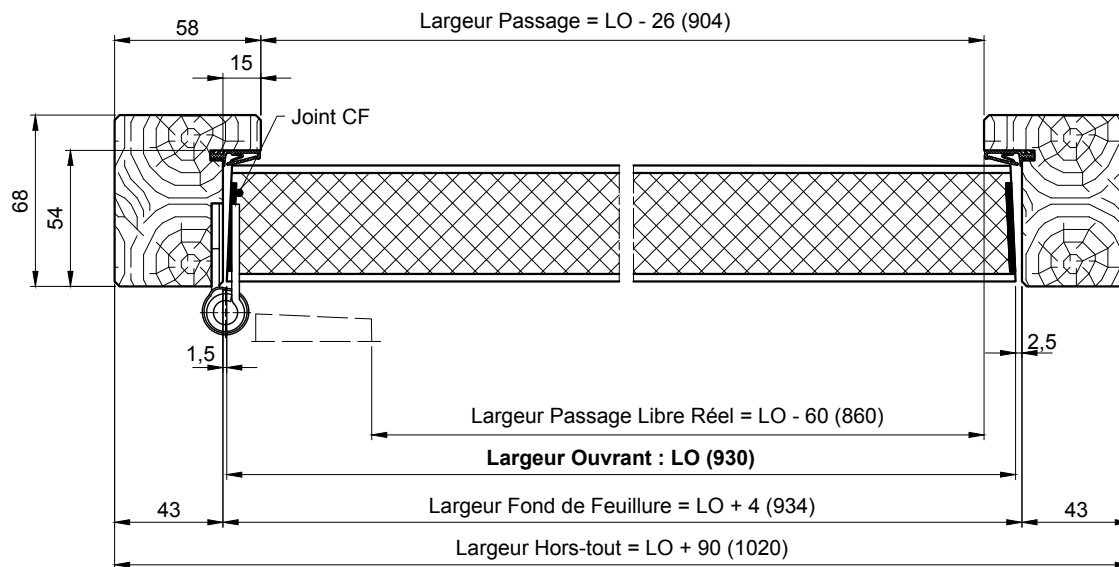 58
Largeur Passage = LO - 26 (904)
15
Joint CF
68
54
1,5
2,5
Largeur Passage Libre Réel = LO - 60 (860)
Largeur Ouvrant : LO (930)
43
Largeur Fond de Feuillure = LO + 4 (934)
43
Largeur Hors-tout = LO + 90 (1020)